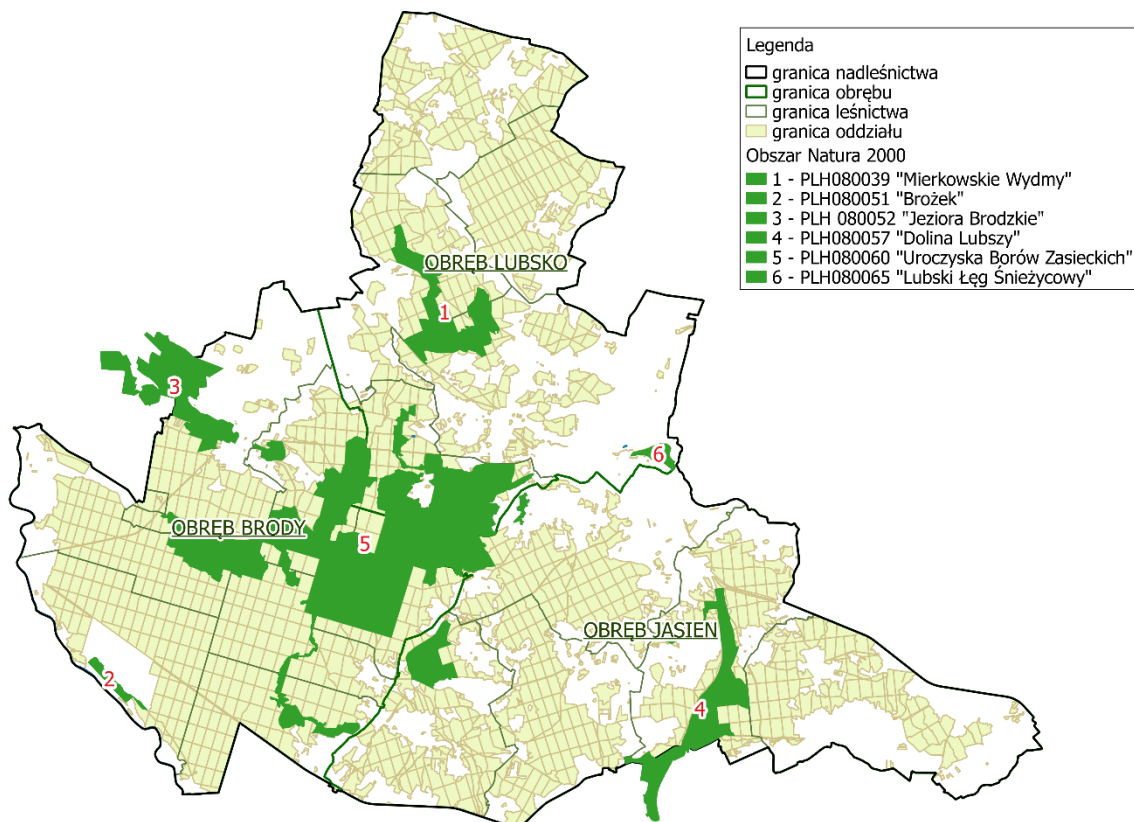 Legenda
granica nadleśnictwa
granica obrębu
granica leśnictwa
granica oddziału
Obszar Natura 2000
1 - PLH080039 "Mierkowskie Wydmy"
2 - PLH080051 "Brożek"
3 - PLH 080052 "Jeziora Brodzkie"
4 - PLH080057 "Dolina Lubszy"
5 - PLH080060 "Uroczyska Borów Zasieckich"
6 - PLH080065 "Lubski Łęg Śnieżycowy"
OBRĘB LUBSKO
1
3
6
OBRĘB BRODY
5
OBRĘB JASIEN
2
4